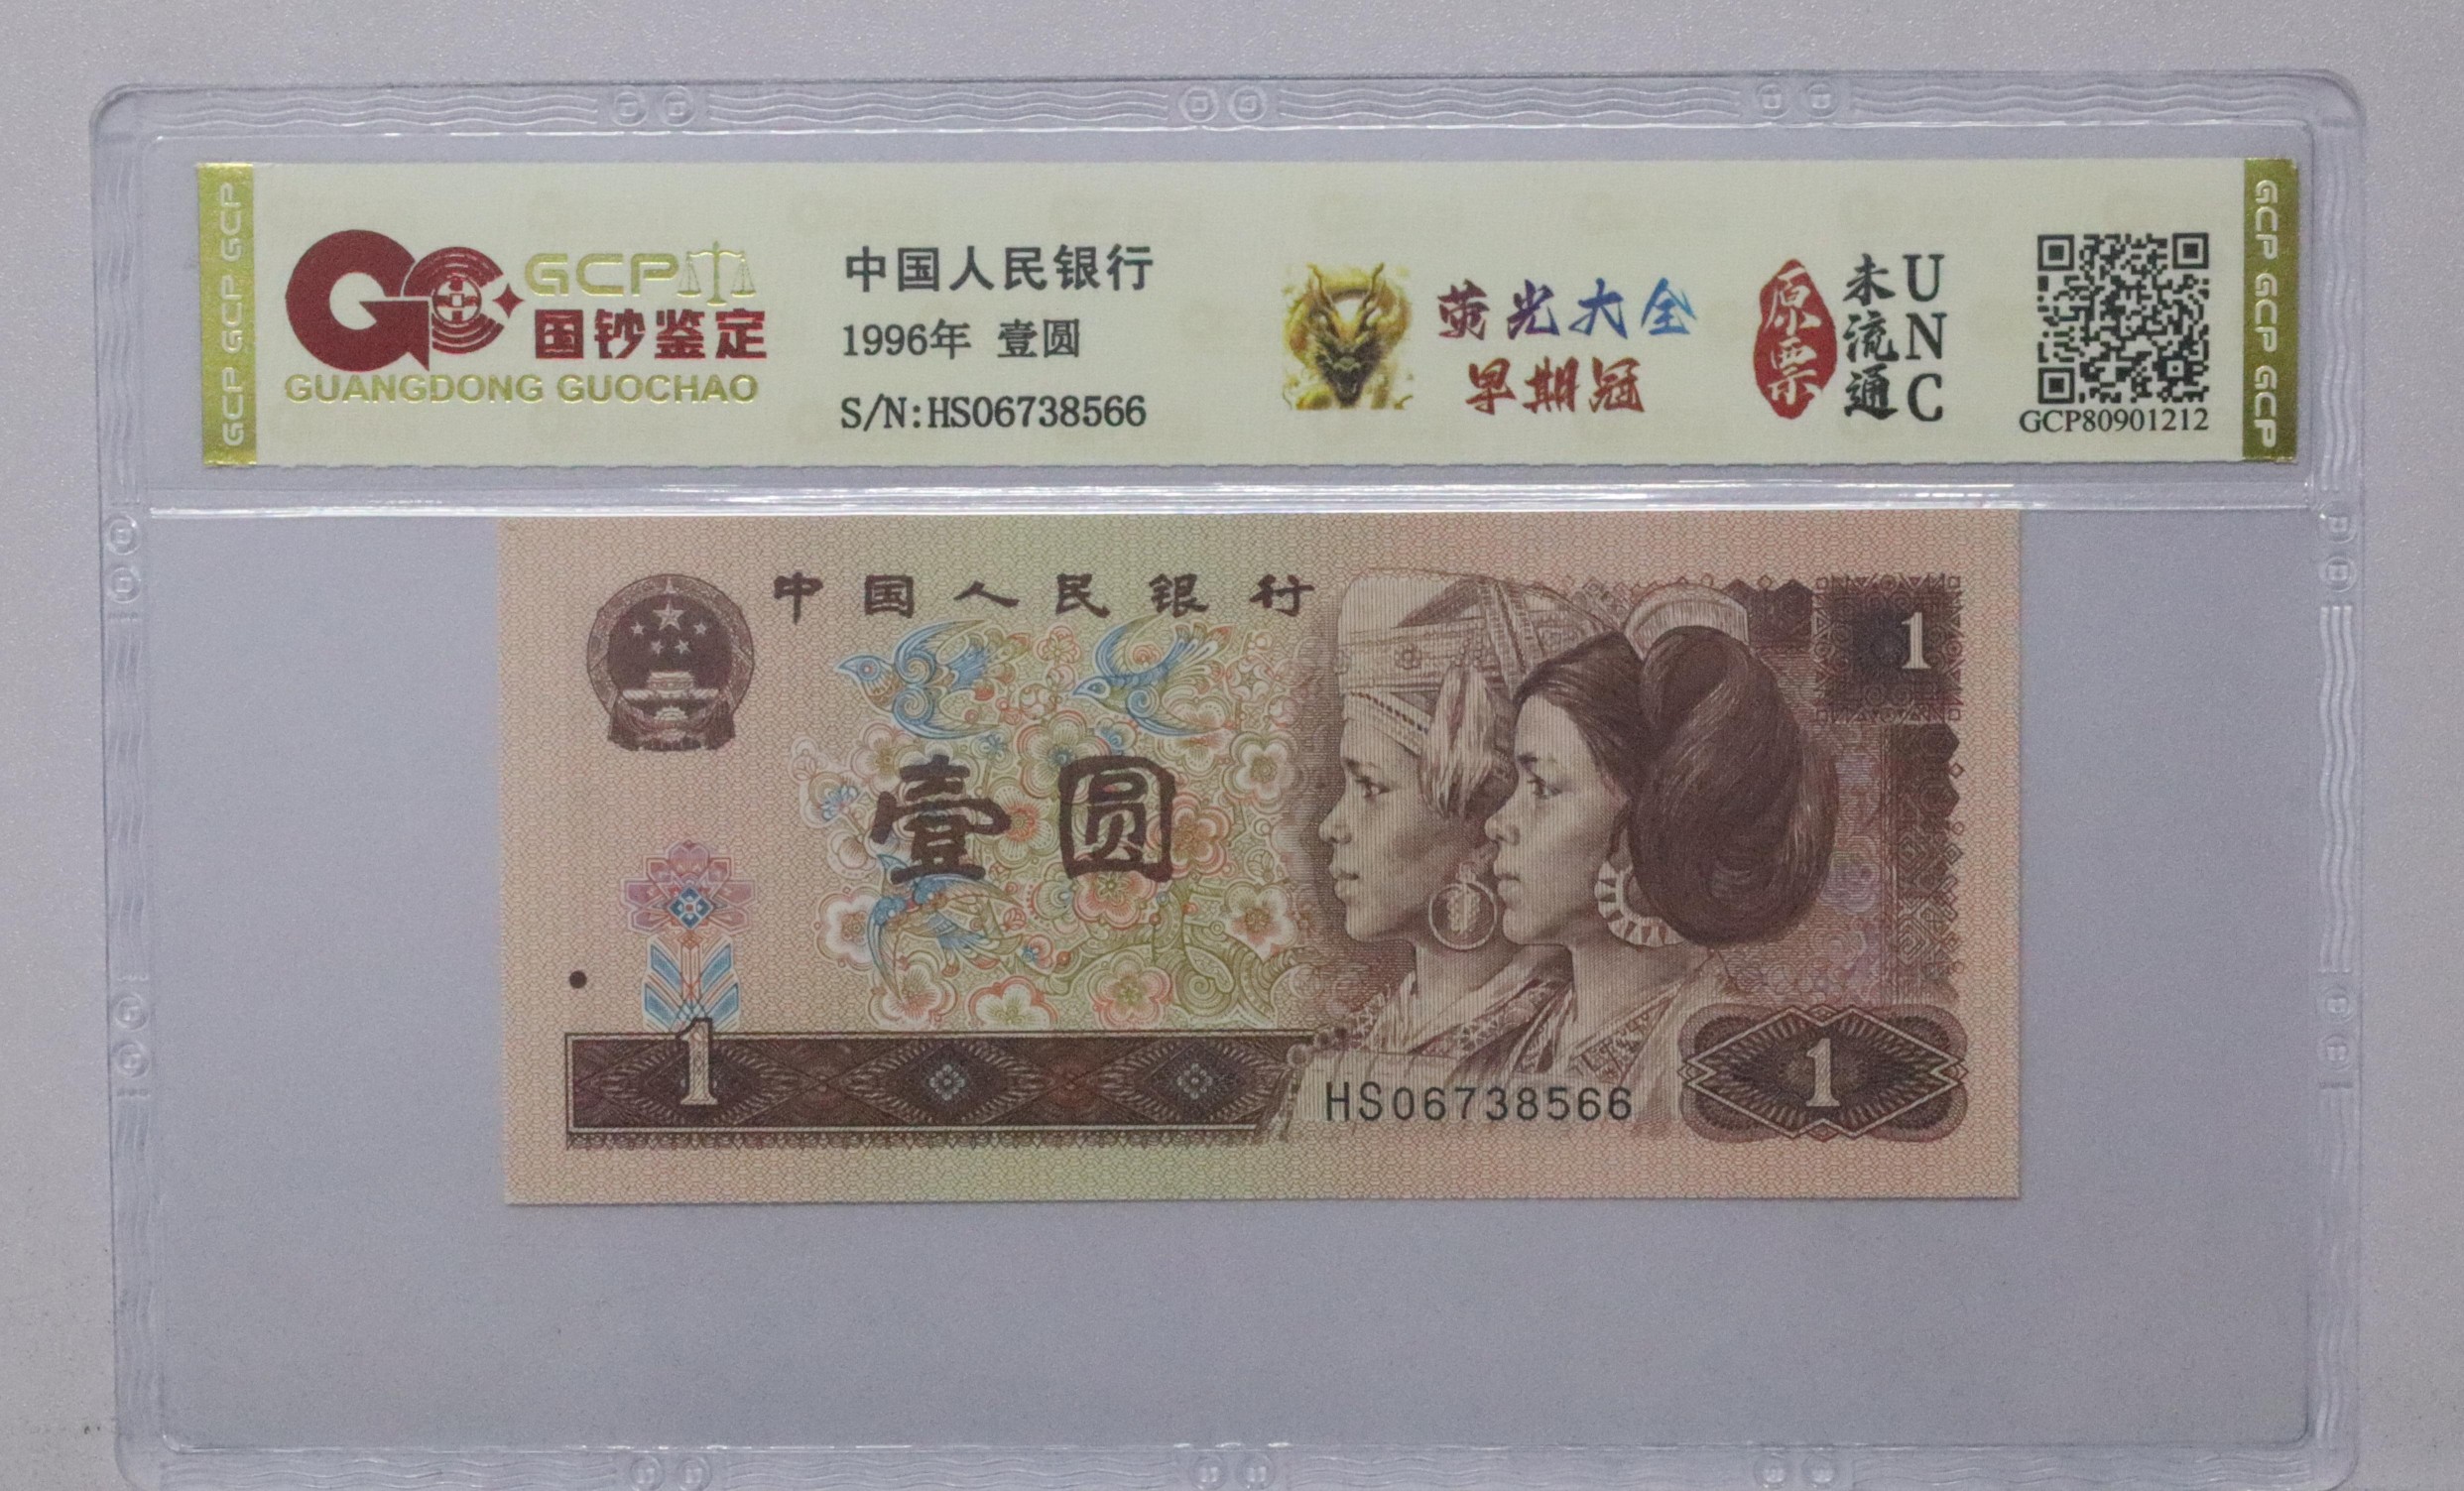 GCP
国钞鉴定
GUANGDONG GUOCHAO
中国人民银行
1996年 壹圆
S/N:HS06738566
荧光大全
早期冠
原票
未流通
UNC
GCP80901212
GCP GCP GCP
GCP GCP GCP
中国人民银行
1
壹圆
1
HS06738566
1